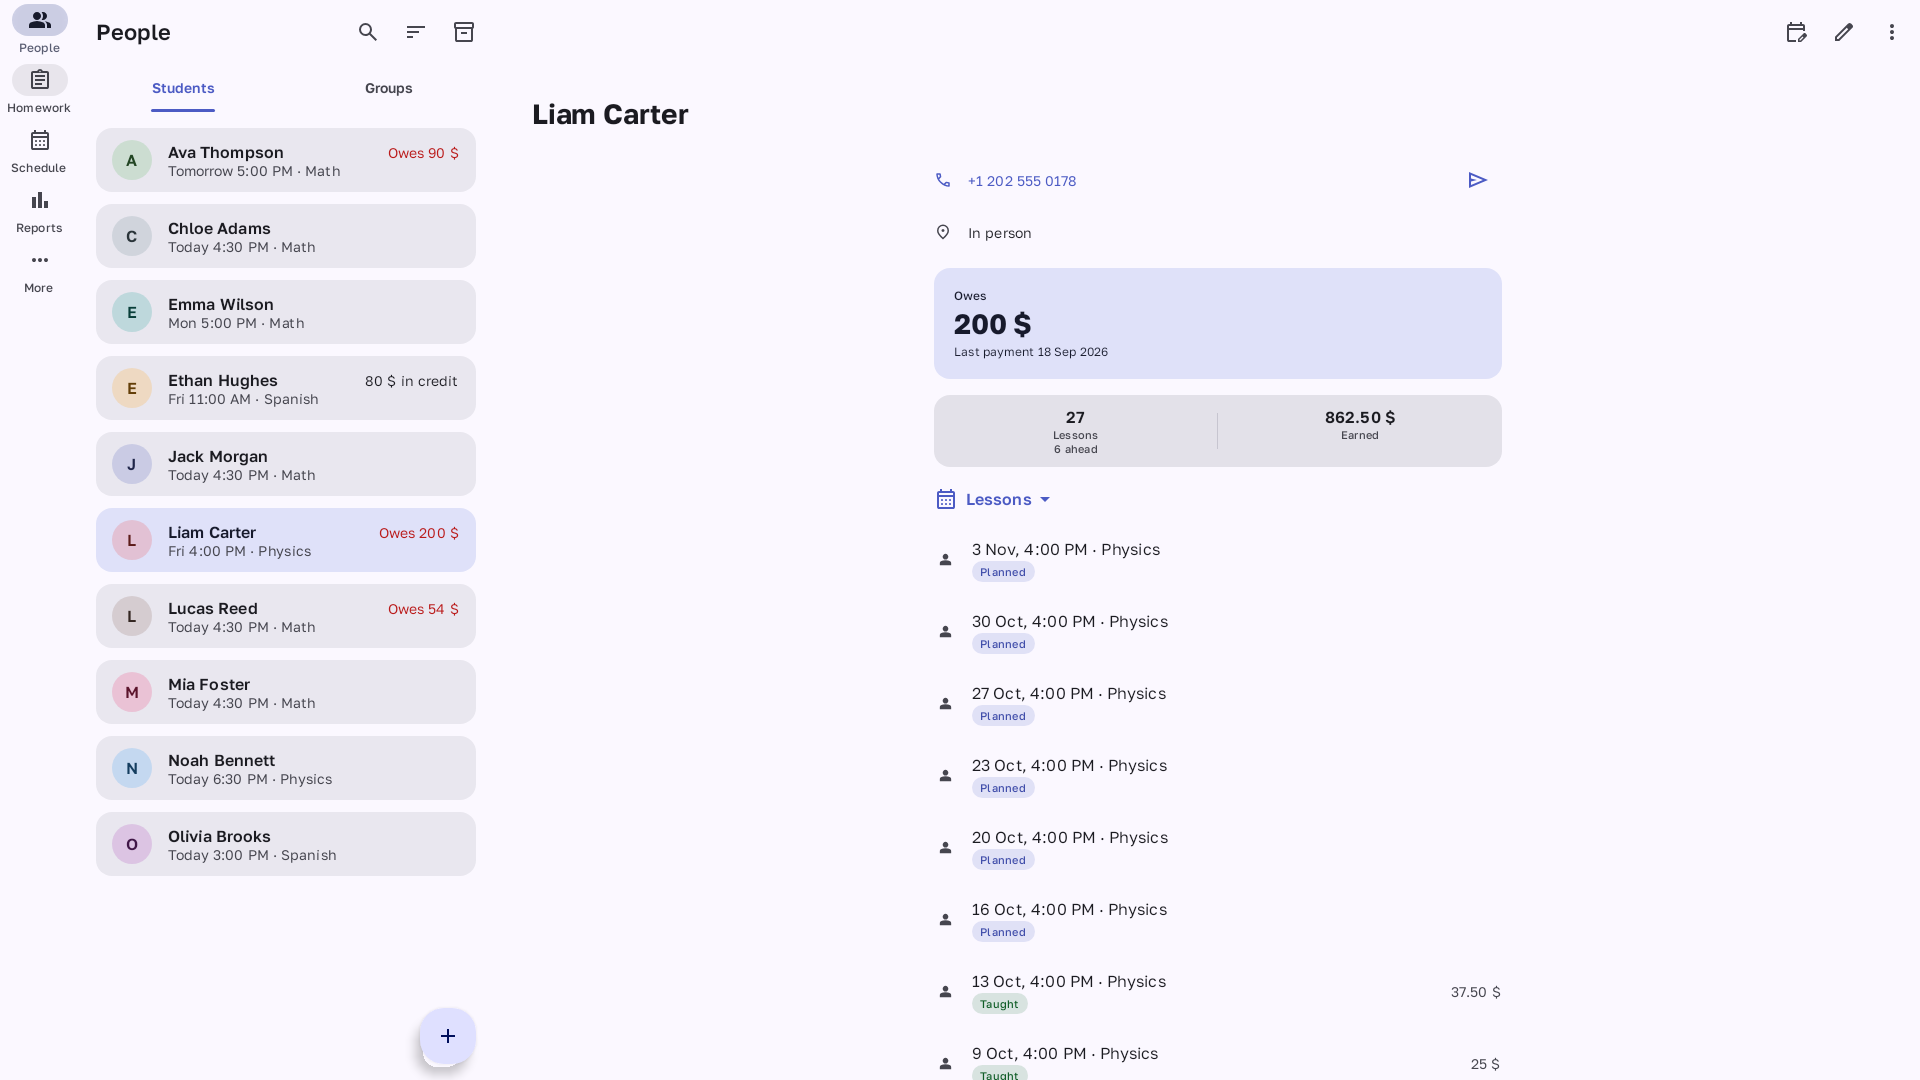 People
Homework
Schedule
Reports
More
People
Students
Groups
A
Ava Thompson
Owes 90 $
Tomorrow 5:00 PM · Math
C
Chloe Adams
Today 4:30 PM · Math
E
Emma Wilson
Mon 5:00 PM · Math
E
Ethan Hughes
80 $ in credit
Fri 11:00 AM · Spanish
J
Jack Morgan
Today 4:30 PM · Math
L
Liam Carter
Owes 200 $
Fri 4:00 PM · Physics
L
Lucas Reed
Owes 54 $
Today 4:30 PM · Math
M
Mia Foster
Today 4:30 PM · Math
N
Noah Bennett
Today 6:30 PM · Physics
O
Olivia Brooks
Today 3:00 PM · Spanish
Liam Carter
+1 202 555 0178
In person
Owes
200 $
Last payment 18 Sep 2026
27
Lessons
6 ahead
862.50 $
Earned
Lessons
3 Nov, 4:00 PM · Physics
Planned
30 Oct, 4:00 PM · Physics
Planned
27 Oct, 4:00 PM · Physics
Planned
23 Oct, 4:00 PM · Physics
Planned
20 Oct, 4:00 PM · Physics
Planned
16 Oct, 4:00 PM · Physics
Planned
13 Oct, 4:00 PM · Physics
Taught
37.50 $
9 Oct, 4:00 PM · Physics
Taught
25 $